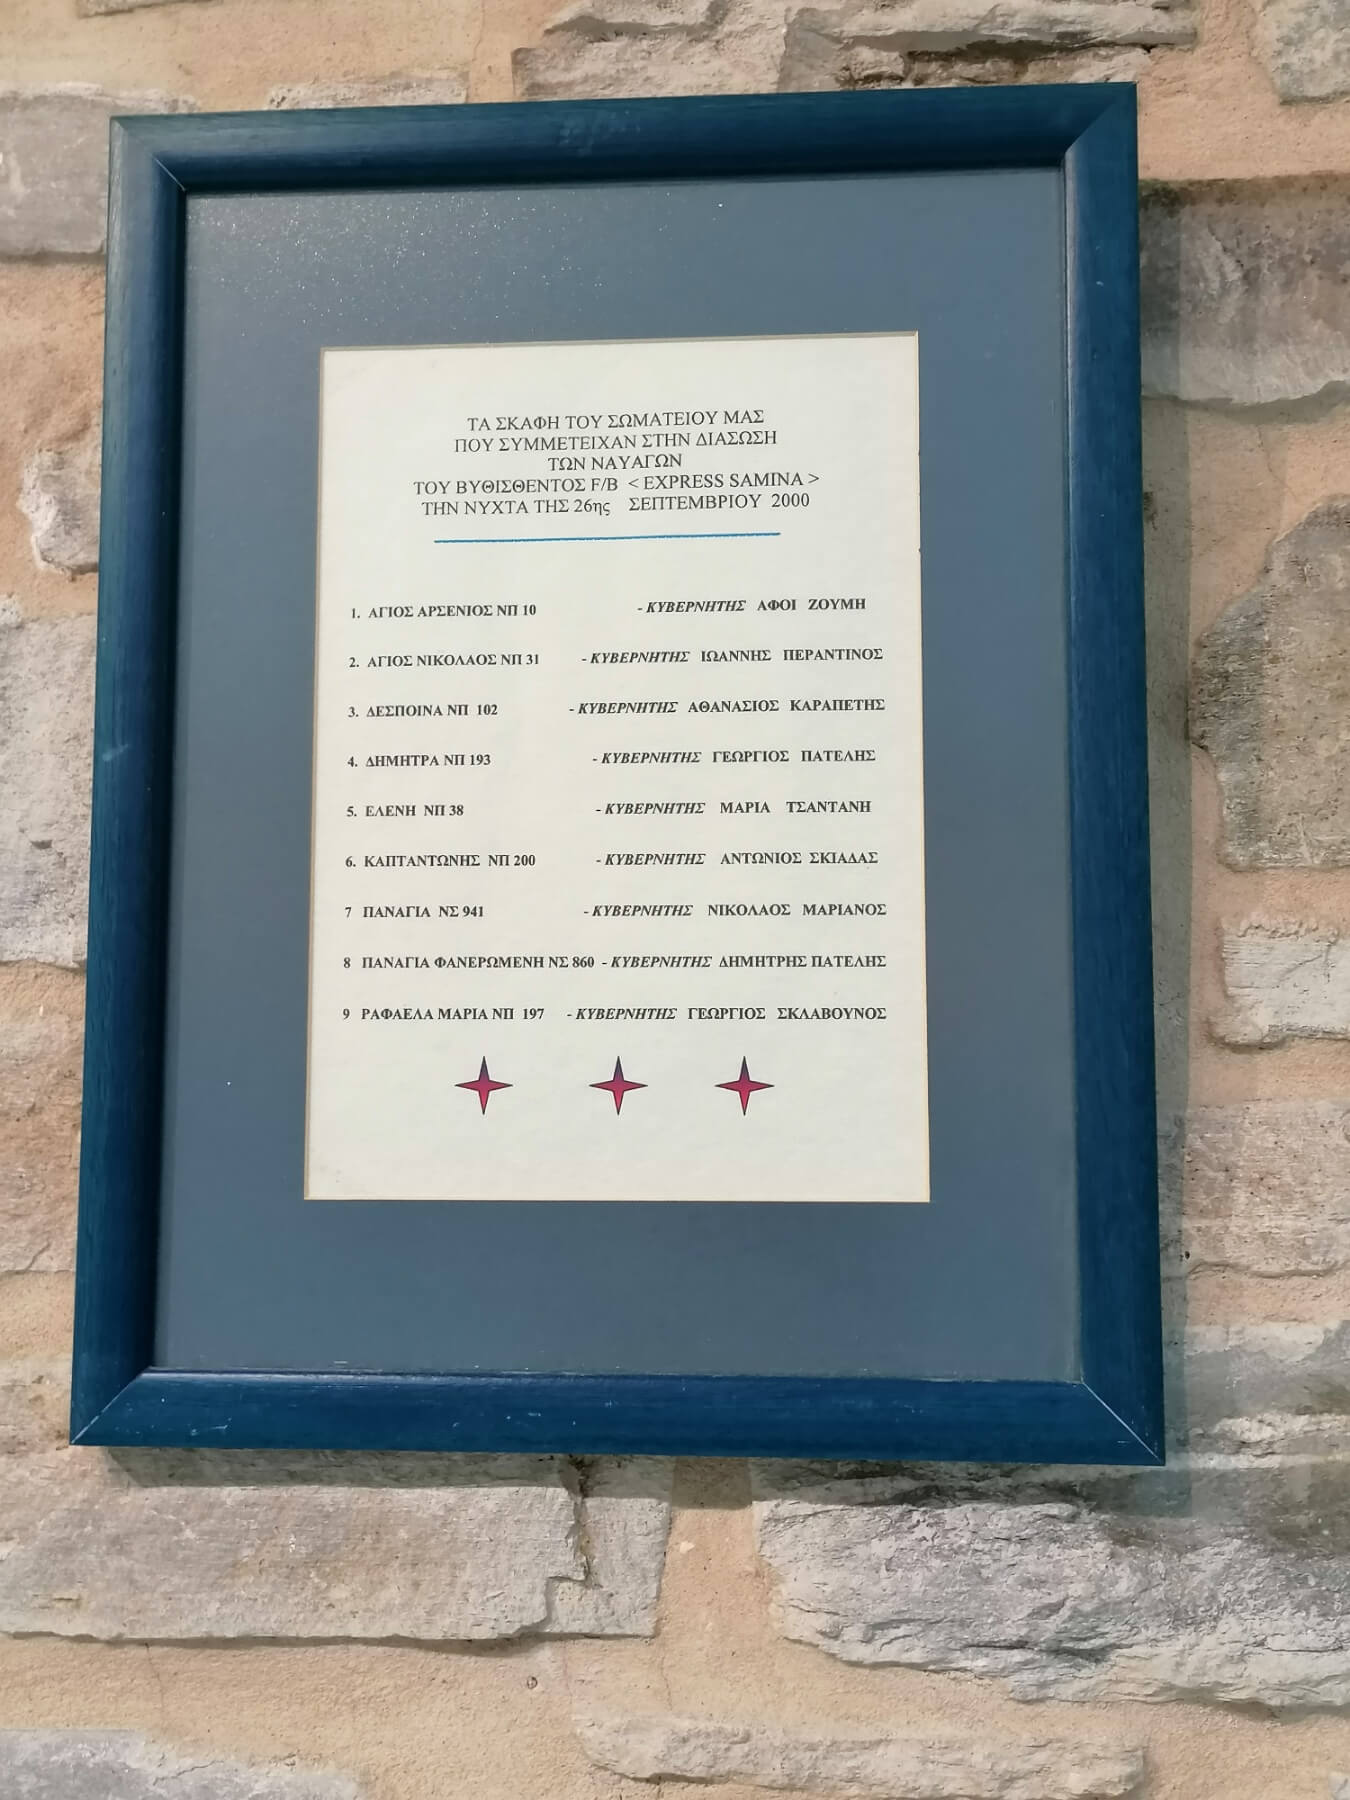 ΤΑ ΣΚΑΦΗ ΤΟΥ ΣΩΜΑΤΕΙΟΥ ΜΑΣ
ΠΟΥ ΣΥΜΜΕΤΕΙΧΑΝ ΣΤΗΝ ΔΙΑΣΩΣΗ
ΤΩΝ ΝΑΥΑΓΩΝ
ΤΟΥ ΒΥΘΙΣΘΕΝΤΟΣ F/B < EXPRESS SAMINA >
ΤΗΝ ΝΥΧΤΑ ΤΗΣ 26ης ΣΕΠΤΕΜΒΡΙΟΥ 2000
1. ΑΓΙΟΣ ΑΡΣΕΝΙΟΣ ΝΠ 10 - ΚΥΒΕΡΝΗΤΗΣ ΑΦΟΙ ΖΟΥΜΗ
2. ΑΓΙΟΣ ΝΙΚΟΛΑΟΣ ΝΠ 31 - ΚΥΒΕΡΝΗΤΗΣ ΙΩΑΝΝΗΣ ΠΕΡΑΝΤΙΝΟΣ
3. ΔΕΣΠΟΙΝΑ ΝΠ 102 - ΚΥΒΕΡΝΗΤΗΣ ΑΘΑΝΑΣΙΟΣ ΚΑΡΑΠΕΤΗΣ
4. ΔΗΜΗΤΡΑ ΝΠ 193 - ΚΥΒΕΡΝΗΤΗΣ ΓΕΩΡΓΙΟΣ ΠΑΤΕΛΗΣ
5. ΕΛΕΝΗ ΝΠ 38 - ΚΥΒΕΡΝΗΤΗΣ ΜΑΡΙΑ ΤΣΑΝΤΑΝΗ
6. ΚΑΠΤΑΝΤΩΝΗΣ ΝΠ 200 - ΚΥΒΕΡΝΗΤΗΣ ΑΝΤΩΝΙΟΣ ΣΚΙΑΔΑΣ
7 ΠΑΝΑΓΙΑ ΝΣ 941 - ΚΥΒΕΡΝΗΤΗΣ ΝΙΚΟΛΑΟΣ ΜΑΡΙΑΝΟΣ
8 ΠΑΝΑΓΙΑ ΦΑΝΕΡΩΜΕΝΗ ΝΣ 860 - ΚΥΒΕΡΝΗΤΗΣ ΔΗΜΗΤΡΗΣ ΠΑΤΕΛΗΣ
9 ΡΑΦΑΕΛΑ ΜΑΡΙΑ ΝΠ 197 - ΚΥΒΕΡΝΗΤΗΣ ΓΕΩΡΓΙΟΣ ΣΚΛΑΒΟΥΝΟΣ